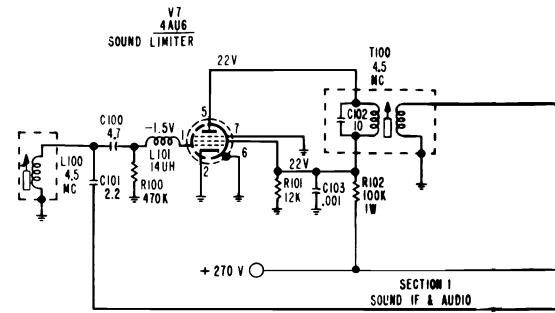 V7
4AU6
SOUND LIMITER
22V
T100
4.5
MC
5
C100
4.7
-1.5V
1
7
C102
10
L101
14UH
6
2
22V
L100
4.5
MC
C101
2.2
R100
470K
R101
12K
C103
.001
R102
100K
1W
+270 V
SECTION 1
SOUND IF & AUDIO